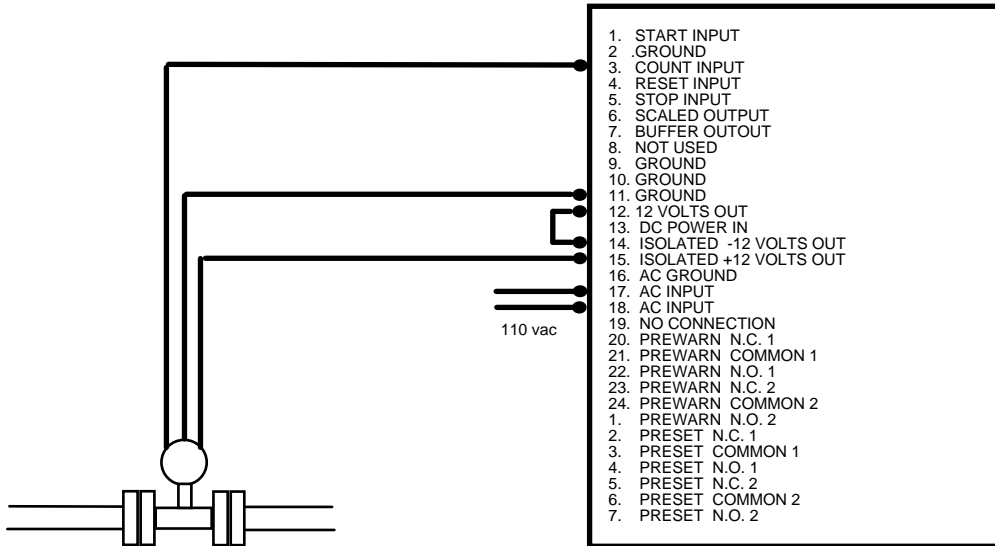 1. START INPUT
2 .GROUND
3. COUNT INPUT
4. RESET INPUT
5. STOP INPUT
6. SCALED OUTPUT
7. BUFFER OUTOUT
8. NOT USED
9. GROUND
10. GROUND
11. GROUND
12. 12 VOLTS OUT
13. DC POWER IN
14. ISOLATED -12 VOLTS OUT
15. ISOLATED +12 VOLTS OUT
16. AC GROUND
17. AC INPUT
18. AC INPUT
19. NO CONNECTION
20. PREWARN N.C. 1
21. PREWARN COMMON 1
22. PREWARN N.O. 1
23. PREWARN N.C. 2
24. PREWARN COMMON 2
1. PREWARN N.O. 2
2. PRESET N.C. 1
3. PRESET COMMON 1
4. PRESET N.O. 1
5. PRESET N.C. 2
6. PRESET COMMON 2
7. PRESET N.O. 2
110 vac